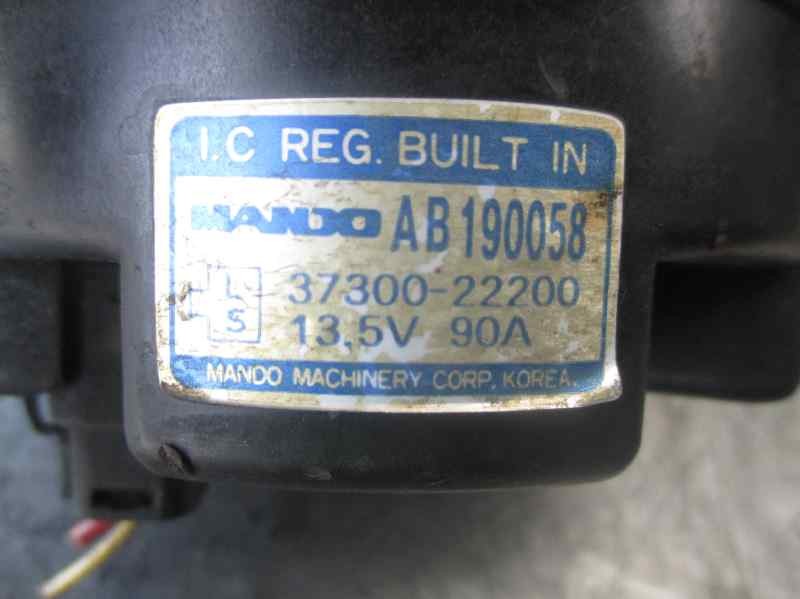 I.C REG. BUILT IN
MANDO AB190058
L 37300-22200
S 13,5V 90A
MANDO MACHINERY CORP. KOREA.